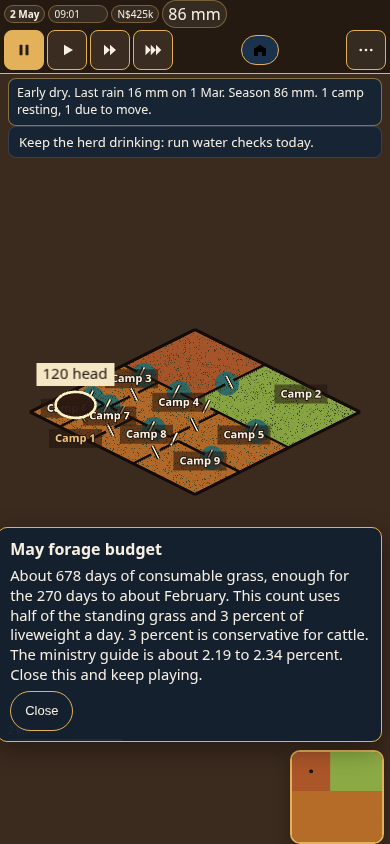 2 May
09:01
N$425k
86 mm
Early dry. Last rain 16 mm on 1 Mar. Season 86 mm. 1 camp
resting, 1 due to move.
Keep the herd drinking: run water checks today.
120 head
Camp 3
Camp 2
Camp 4
Camp 7
Camp 8
Camp 5
Camp 1
Camp 9
May forage budget
About 678 days of consumable grass, enough for
the 270 days to about February. This count uses
half of the standing grass and 3 percent of
liveweight a day. 3 percent is conservative for cattle.
The ministry guide is about 2.19 to 2.34 percent.
Close this and keep playing.
Close